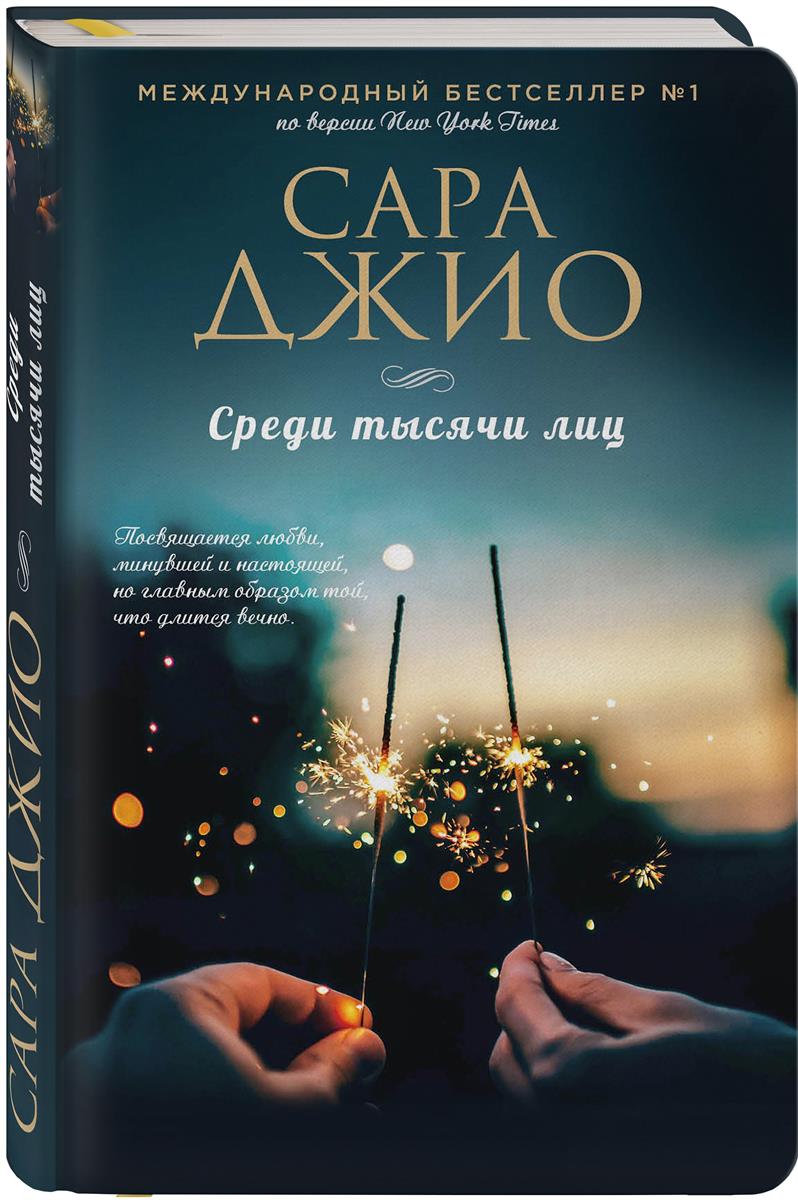 МЕЖДУНАРОДНЫЙ БЕСТСЕЛЛЕР №1
по версии New York Times
САРА
ДЖИО
Среди тысячи лиц
Посвящается любви,
минувшей и настоящей,
но главным образом той,
что длится вечно.
САРА ДЖИО
Среди
тысячи лиц